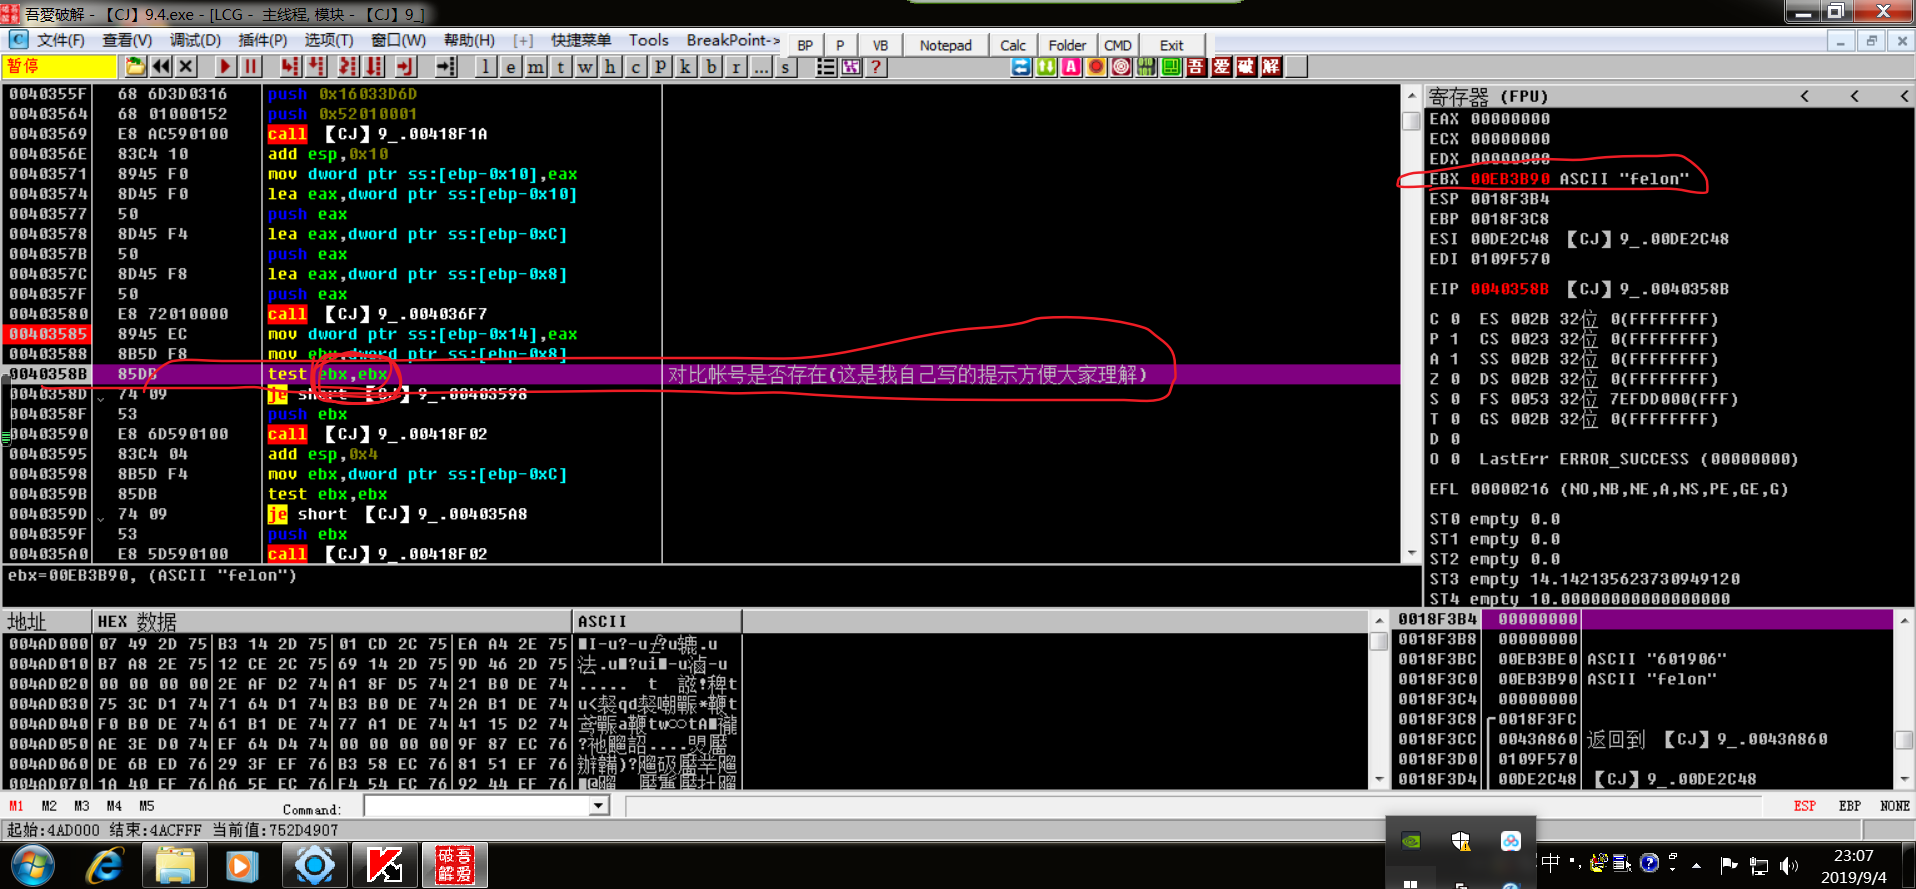 吾愛破解 - 【CJ】9.4.exe - [LCG - 主线程, 模块 - 【CJ】9_]
文件(F) 查看(V) 调试(D) 插件(P) 选项(T) 窗口(W) 帮助(H) [+] 快捷菜单 Tools BreakPoint->
BP P VB Notepad Calc Folder CMD Exit
暂停
l e m t w h c p k b r ... s
?
吾 爱 破 解
0040355F 68 6D3D0316 push 0x16033D6D
00403564 68 01000152 push 0x52010001
00403569 E8 AC590100 call 【CJ】9_.00418F1A
0040356E 83C4 10 add esp,0x10
00403571 8945 F0 mov dword ptr ss:[ebp-0x10],eax
00403574 8D45 F0 lea eax,dword ptr ss:[ebp-0x10]
00403577 50 push eax
00403578 8D45 F4 lea eax,dword ptr ss:[ebp-0xC]
0040357B 50 push eax
0040357C 8D45 F8 lea eax,dword ptr ss:[ebp-0x8]
0040357F 50 push eax
00403580 E8 72010000 call 【CJ】9_.004036F7
00403585 8945 EC mov dword ptr ss:[ebp-0x14],eax
00403588 8B5D F8 mov ebx,dword ptr ss:[ebp-0x8]
0040358B 85DB test ebx,ebx 对比帐号是否存在(这是我自己写的提示方便大家理解)
0040358D 74 09 je short 【CJ】9_.00403598
0040358F 53 push ebx
00403590 E8 6D590100 call 【CJ】9_.00418F02
00403595 83C4 04 add esp,0x4
00403598 8B5D F4 mov ebx,dword ptr ss:[ebp-0xC]
0040359B 85DB test ebx,ebx
0040359D 74 09 je short 【CJ】9_.004035A8
0040359F 53 push ebx
004035A0 E8 5D590100 call 【CJ】9_.00418F02
ebx=00EB3B90, (ASCII "felon")
寄存器 (FPU) < < <
EAX 00000000
ECX 00000000
EDX 00000000
EBX 00EB3B90 ASCII "felon"
ESP 0018F3B4
EBP 0018F3C8
ESI 00DE2C48 【CJ】9_.00DE2C48
EDI 0109F570
EIP 0040358B 【CJ】9_.0040358B
C 0 ES 002B 32位 0(FFFFFFFF)
P 1 CS 0023 32位 0(FFFFFFFF)
A 1 SS 002B 32位 0(FFFFFFFF)
Z 0 DS 002B 32位 0(FFFFFFFF)
S 0 FS 0053 32位 7EFDD000(FFF)
T 0 GS 002B 32位 0(FFFFFFFF)
D 0
O 0 LastErr ERROR_SUCCESS (00000000)
EFL 00000216 (NO,NB,NE,A,NS,PE,GE,G)
ST0 empty 0.0
ST1 empty 0.0
ST2 empty 0.0
ST3 empty 14.142135623730949120
ST4 empty 10.000000000000000000
地址 HEX 数据 ASCII
004AD000 07 49 2D 75 B3 14 2D 75 01 CD 2C 75 EA A4 2E 75
004AD010 B7 A8 2E 75 12 CE 2C 75 69 14 2D 75 9D 46 2D 75
004AD020 00 00 00 00 2E AF D2 74 A1 8F D5 74 21 B0 DE 74
004AD030 75 3C D1 74 71 64 D1 74 B3 B0 DE 74 2A B1 DE 74
004AD040 F0 B0 DE 74 61 B1 DE 74 77 A1 DE 74 41 15 D2 74
004AD050 AE 3E D0 74 EF 64 D4 74 00 00 00 00 9F 87 EC 76
004AD060 DE 6B ED 76 29 3F EF 76 B3 58 EC 76 81 51 EF 76
004AD070 1A 40 EF 76 A6 5E EC 76 F4 54 EC 76 92 44 EF 76
0018F3B4 00000000
0018F3B8 00000000
0018F3BC 00EB3BE0 ASCII "601906"
0018F3C0 00EB3B90 ASCII "felon"
0018F3C4 00000000
0018F3C8 0018F3FC
0018F3CC 0043A860 返回到 【CJ】9_.0043A860
0018F3D0 0109F570
0018F3D4 00DE2C48 【CJ】9_.00DE2C48
M1 M2 M3 M4 M5 Command: ESP EBP NONE
起始:4AD000 结束:4ACFFF 当前值:752D4907
中
23:07
2019/9/4